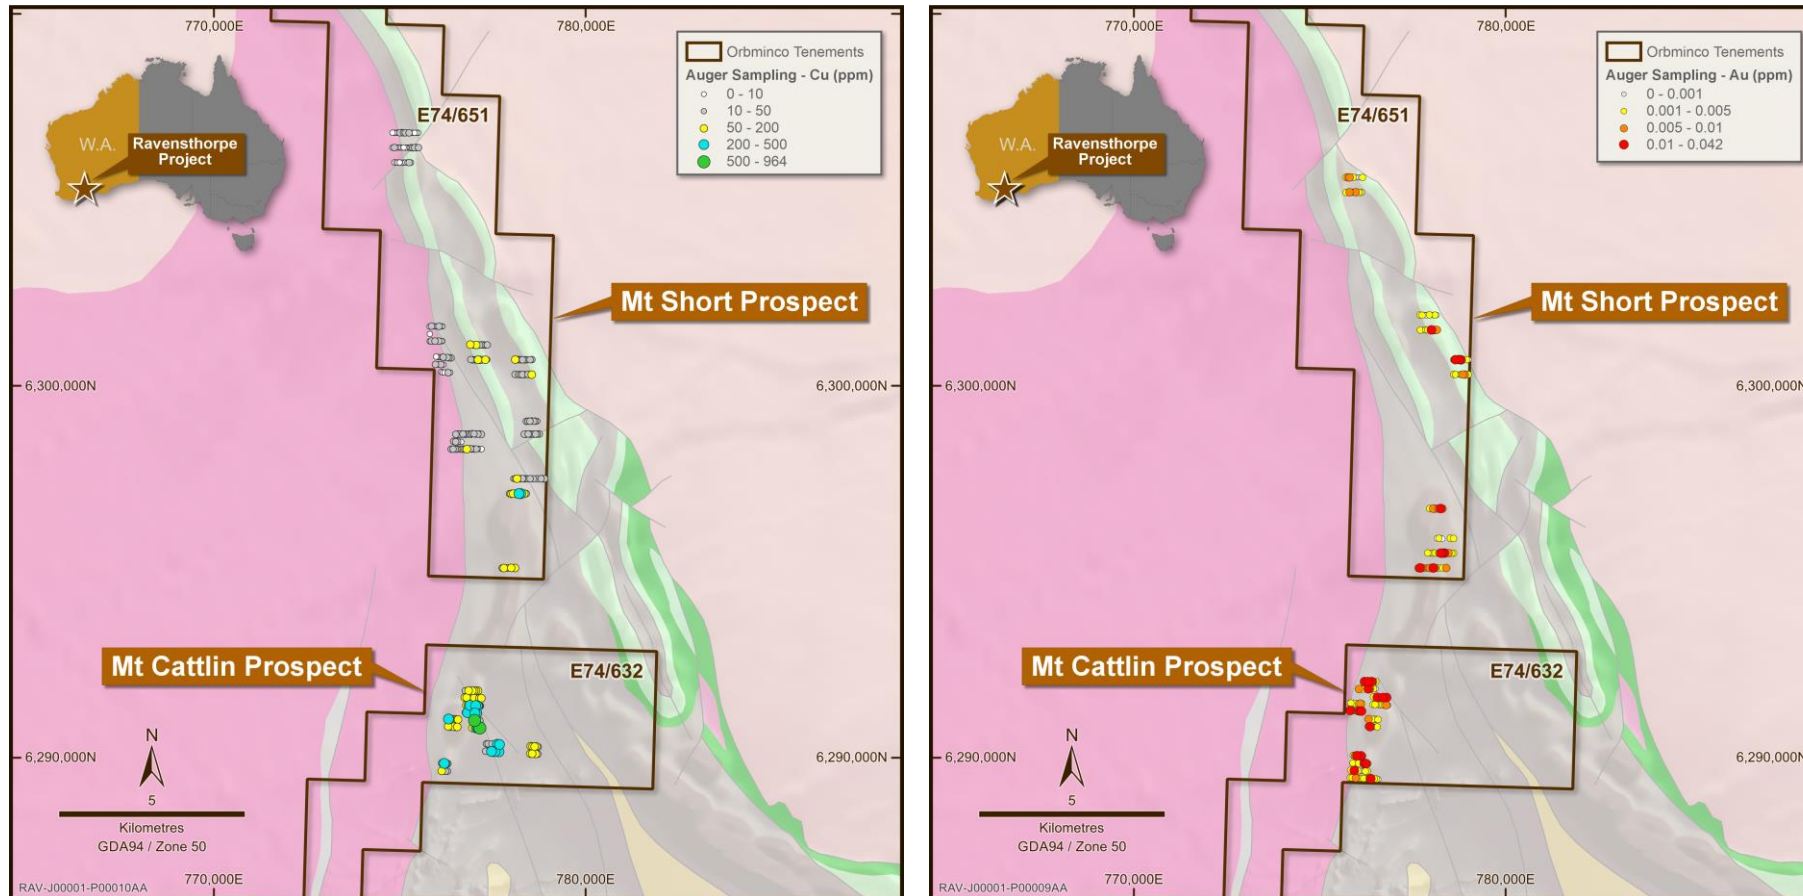 770,000E
780,000E
Orbminco Tenements
Auger Sampling - Cu (ppm)
0 - 10
10 - 50
50 - 200
200 - 500
500 - 964
E74/651
W.A.
Ravensthorpe
Project
Mt Short Prospect
6,300,000N
6,300,000N
Mt Cattlin Prospect
E74/632
N
6,290,000N
6,290,000N
5
Kilometres
GDA94 / Zone 50
RAV-J00001-P00010AA
770,000E
780,000E
770,000E
780,000E
Orbminco Tenements
Auger Sampling - Au (ppm)
0 - 0.001
0.001 - 0.005
0.005 - 0.01
0.01 - 0.042
E74/651
W.A.
Ravensthorpe
Project
Mt Short Prospect
6,300,000N
6,300,000N
Mt Cattlin Prospect
E74/632
N
6,290,000N
6,290,000N
5
Kilometres
GDA94 / Zone 50
RAV-J00001-P00009AA
770,000E
780,000E